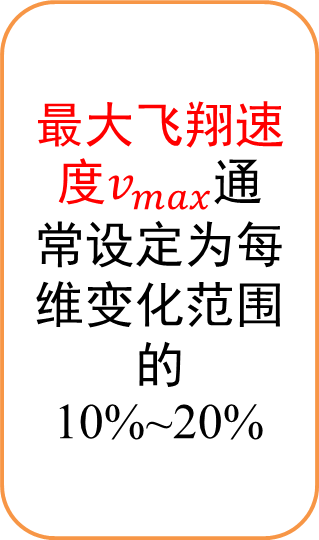 最大飞翔速
度vmax通
常设定为每
维变化范围
的
10%~20%